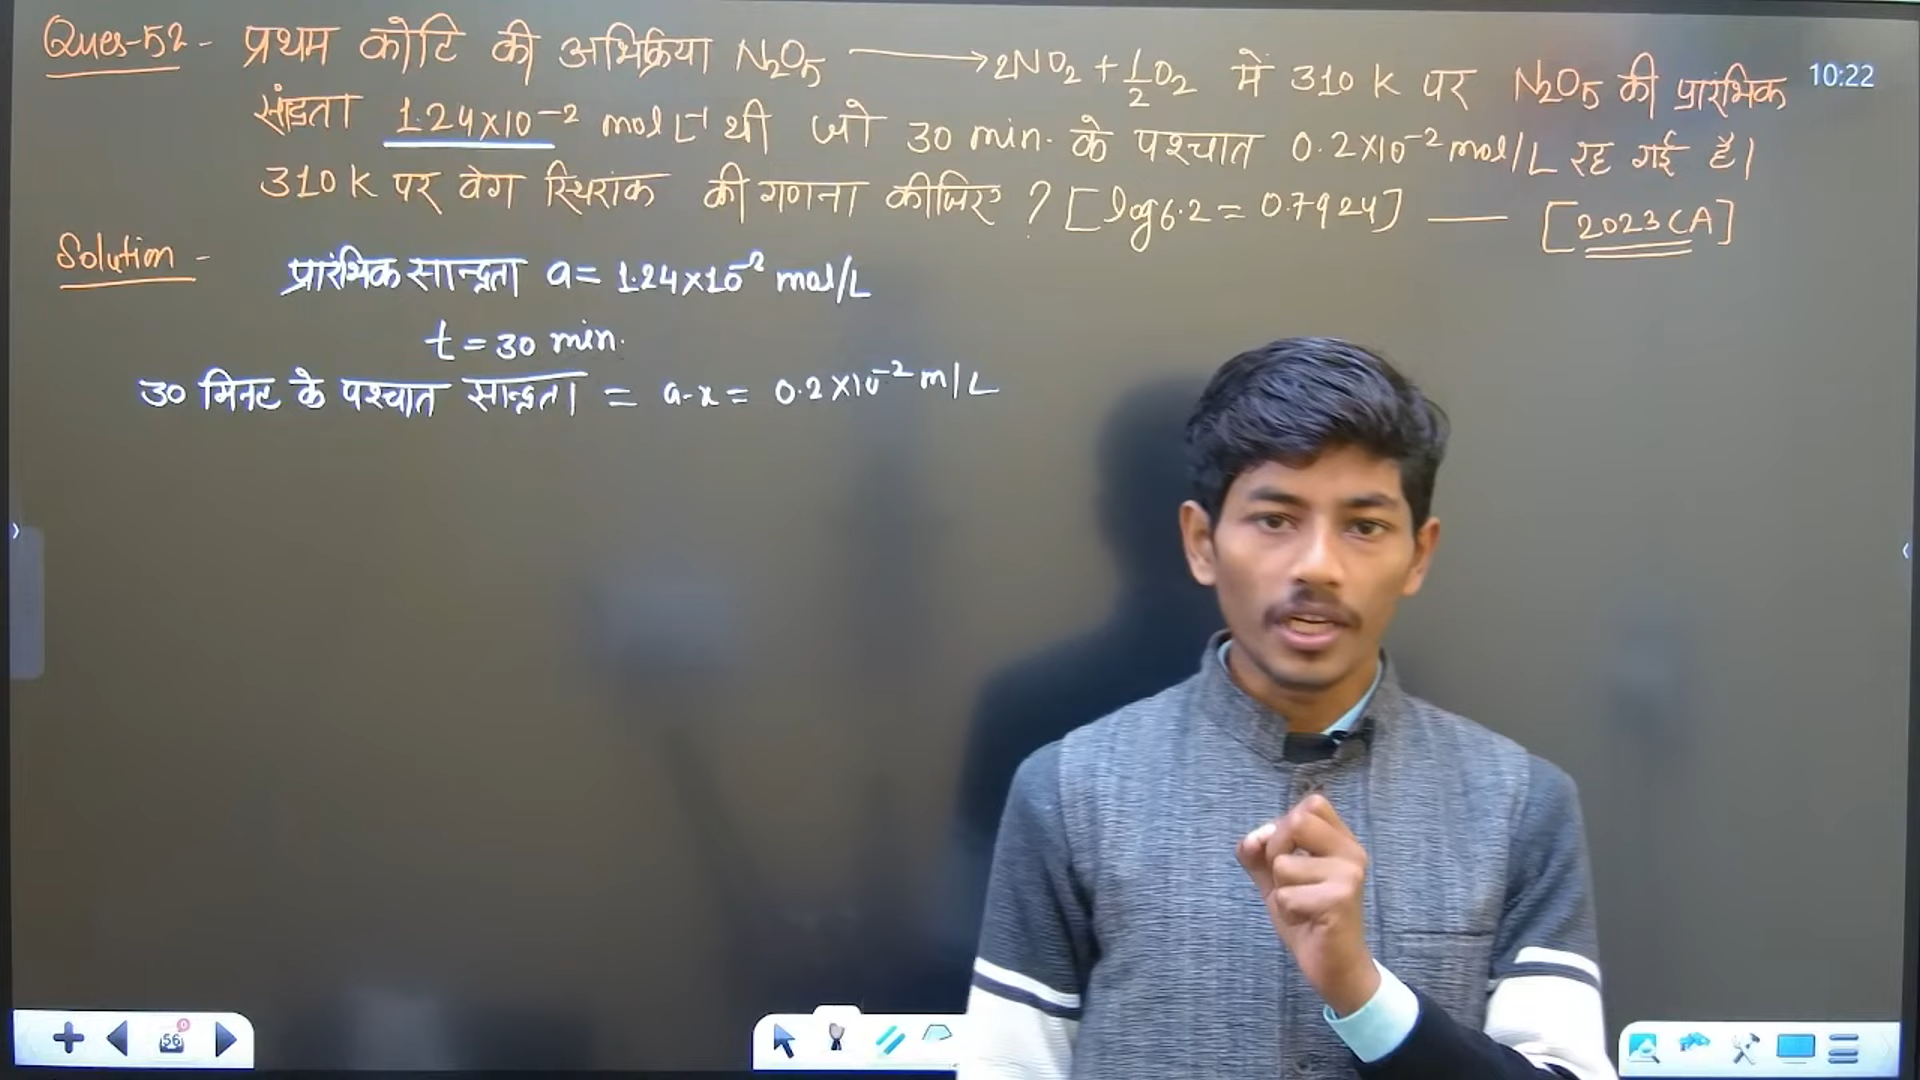 Ques-52- प्रथम कोटि की अभिक्रिया N₂O₅ ⟶ 2NO₂ + 1/2 O₂ में 310 K पर N₂O₅ की प्रारंभिक
10:22
सांद्रता 1.24×10⁻² mol L⁻¹ थी जो 30 min. के पश्चात 0.2×10⁻² mol/L रह गई है।
310 K पर वेग स्थिरांक की गणना कीजिए ? [log 6.2 = 0.7924] — [2023(A]
Solution -
प्रारंभिक सान्द्रता a = 1.24×10⁻² mol/L
t = 30 min.
30 मिनट के पश्चात सान्द्रता = a-x = 0.2×10⁻² m/L
56